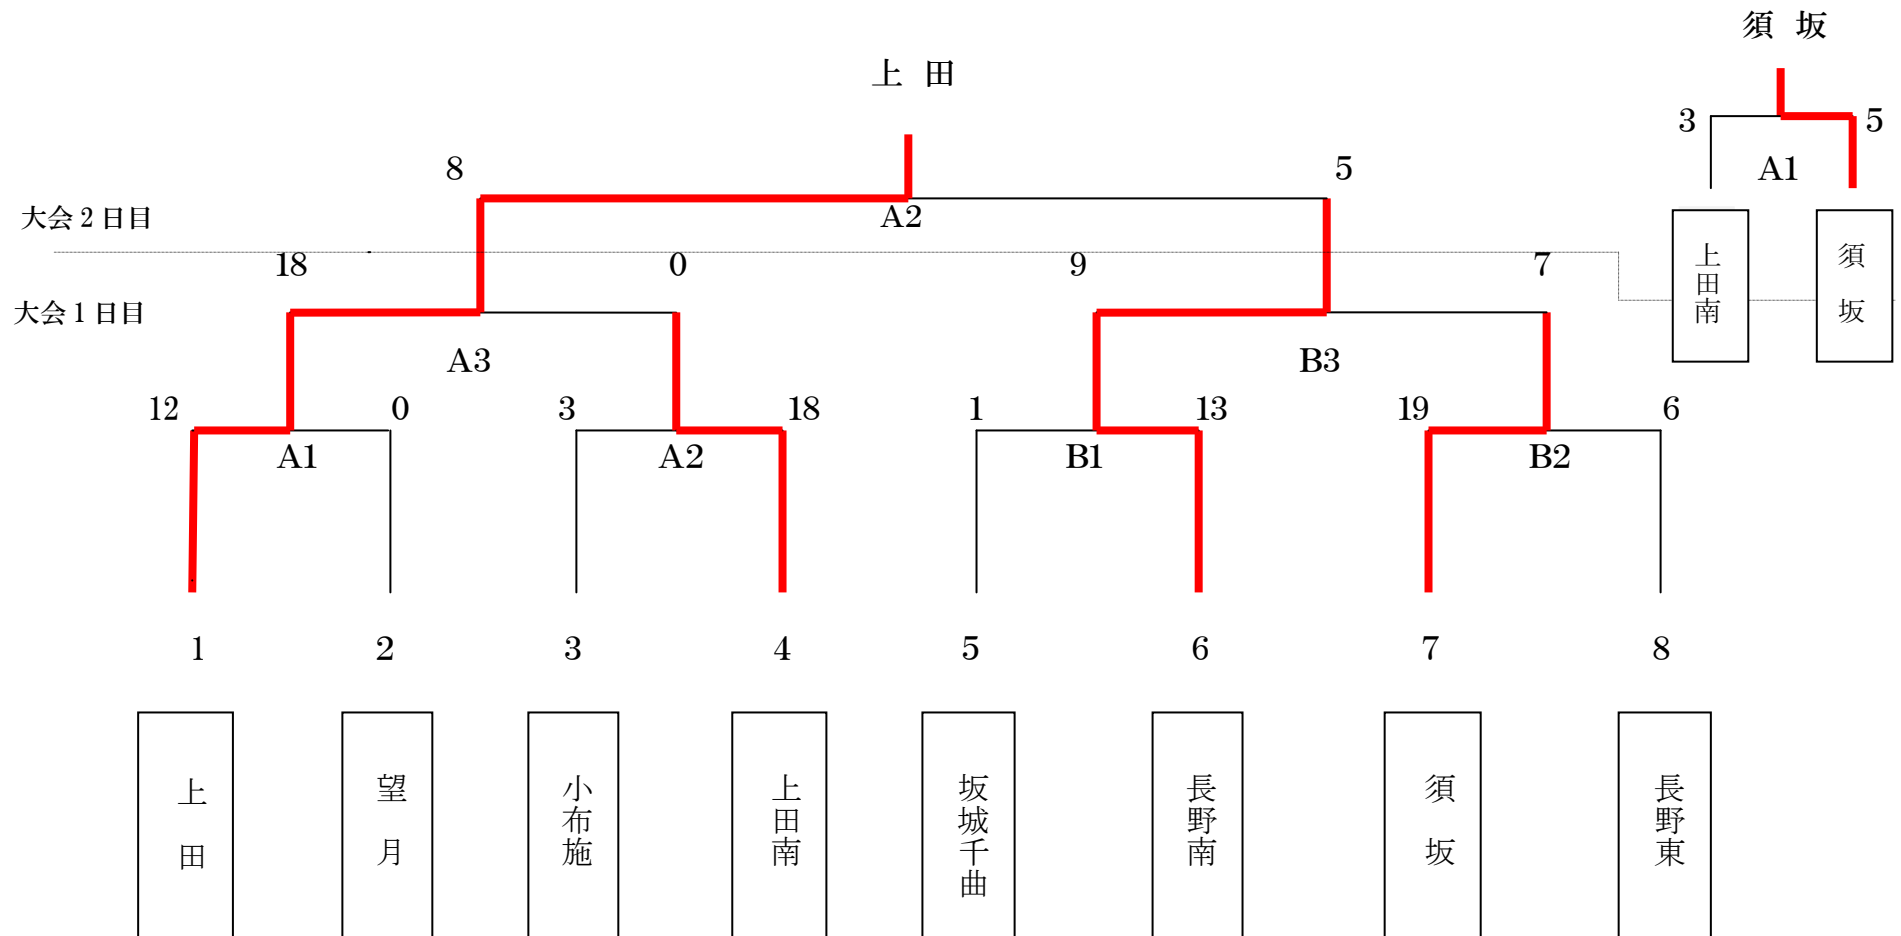 須 坂
上 田
3 5
A1
8 5
大会２日目
A2
上田南
須 坂
18 0 9 7
大会１日目
A3 B3
12 0 3 18 1 13 19 6
A1 A2 B1 B2
1 2 3 4 5 6 7 8
上 田
望 月
小布施
上田南
坂城千曲
長野南
須 坂
長野東